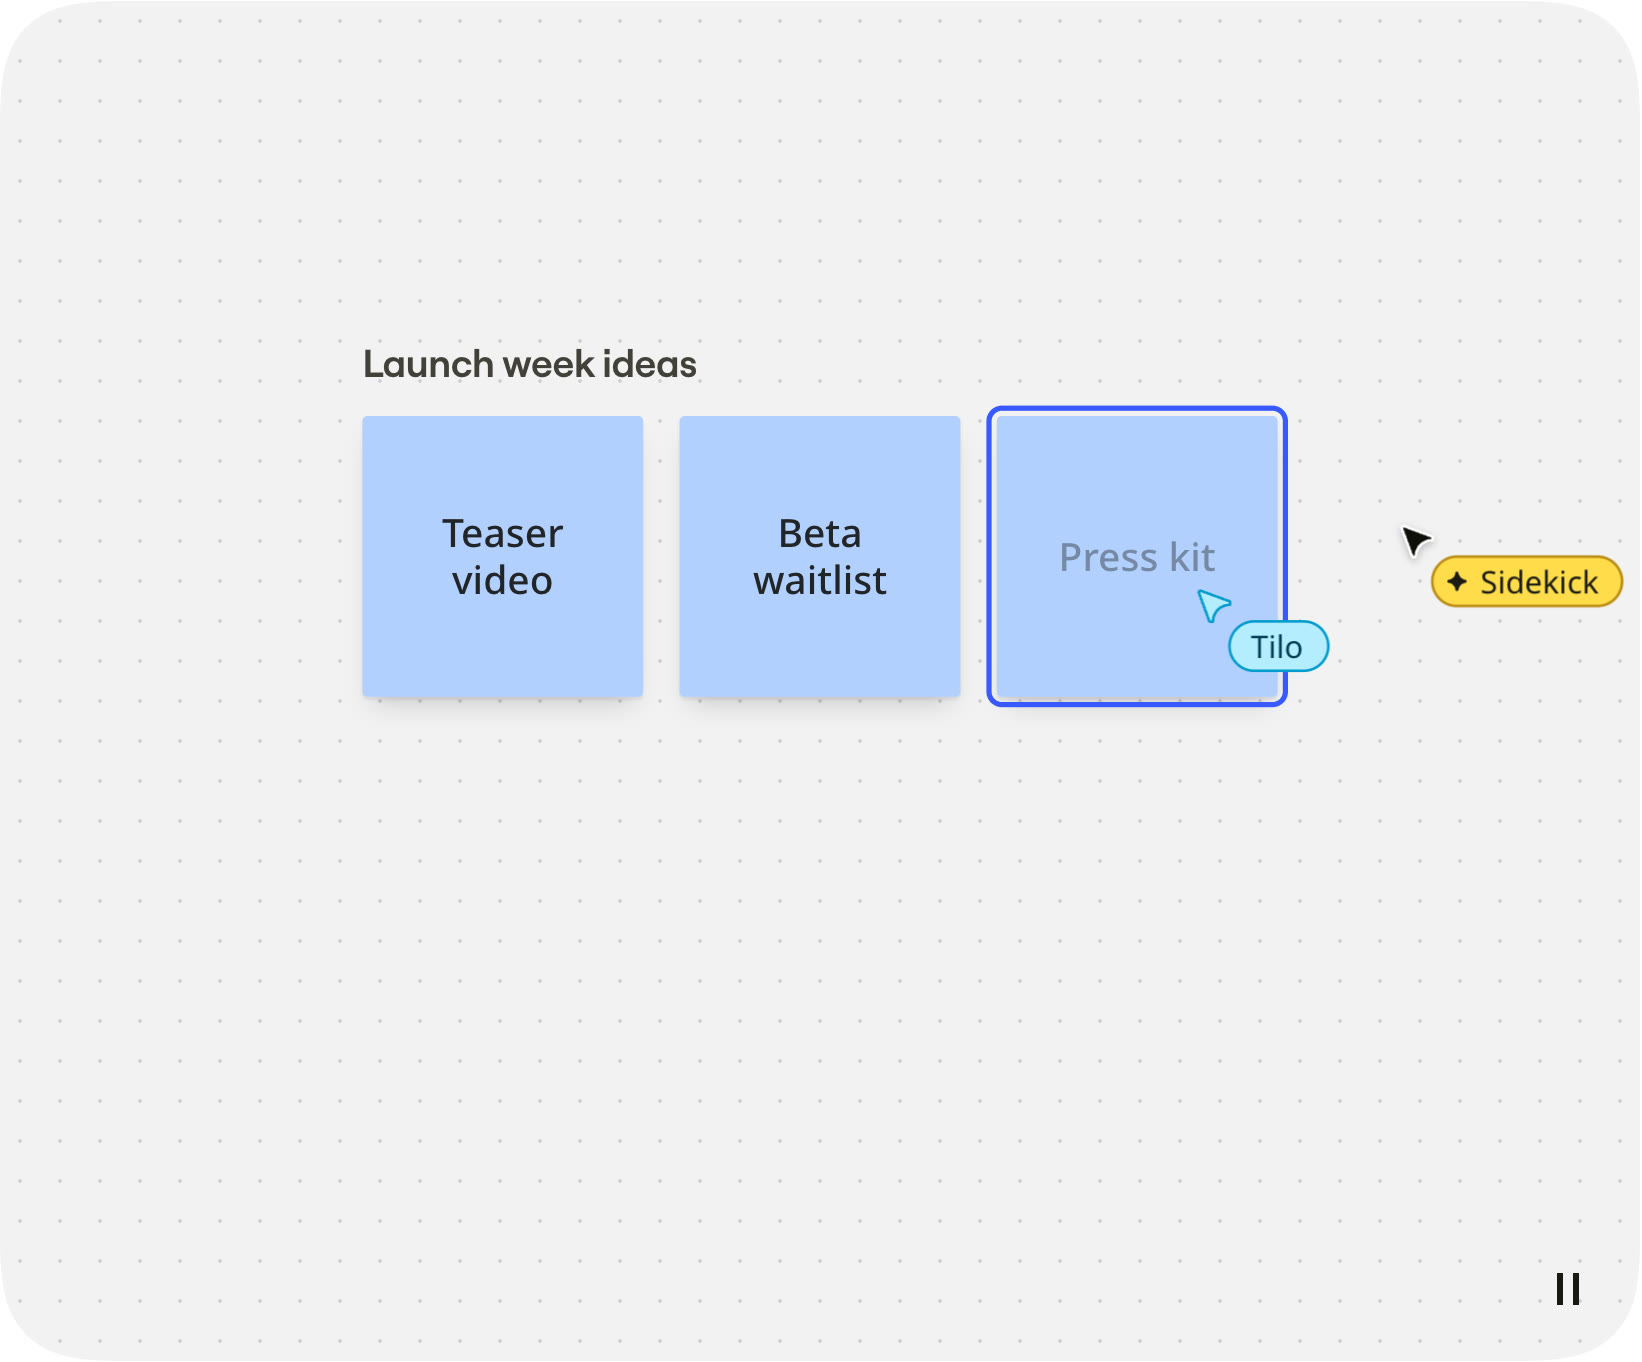 Launch week ideas
Teaser
video
Beta
waitlist
Press kit
Tilo
Sidekick